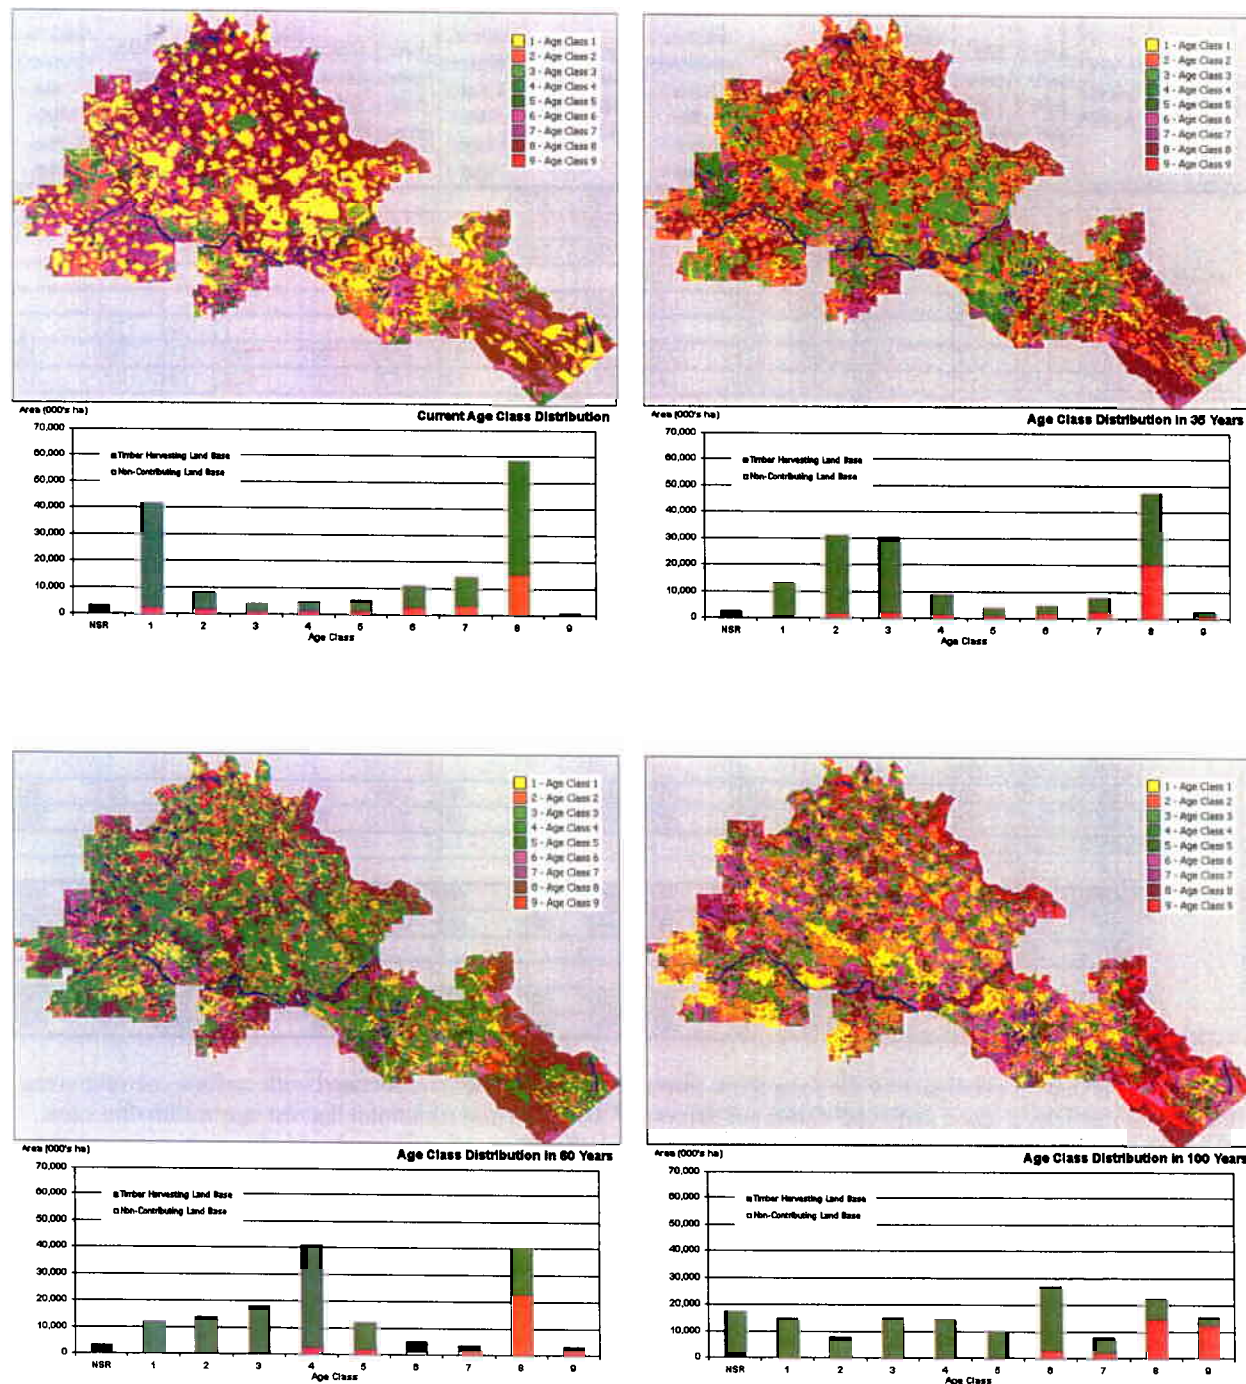 1 - Age Class 1
2 - Age Class 2
3 - Age Class 3
4 - Age Class 4
5 - Age Class 5
6 - Age Class 6
7 - Age Class 7
8 - Age Class 8
9 - Age Class 9
Area (000's ha)
Current Age Class Distribution
70,000
60,000
50,000
40,000
30,000
20,000
10,000
0
Timber Harvesting Land Base
Non-Contributing Land Base
NSR 1 2 3 4 5 6 7 8 9
Age Class
1 - Age Class 1
2 - Age Class 2
3 - Age Class 3
4 - Age Class 4
5 - Age Class 5
6 - Age Class 6
7 - Age Class 7
8 - Age Class 8
9 - Age Class 9
Area (000's ha)
Age Class Distribution in 35 Years
70,000
60,000
50,000
40,000
30,000
20,000
10,000
0
Timber Harvesting Land Base
Non-Contributing Land Base
NSR 1 2 3 4 5 6 7 8 9
Age Class
1 - Age Class 1
2 - Age Class 2
3 - Age Class 3
4 - Age Class 4
5 - Age Class 5
6 - Age Class 6
7 - Age Class 7
8 - Age Class 8
9 - Age Class 9
Area (000's ha)
Age Class Distribution in 60 Years
70,000
60,000
50,000
40,000
30,000
20,000
10,000
0
Timber Harvesting Land Base
Non-Contributing Land Base
NSR 1 2 3 4 5 6 7 8 9
Age Class
1 - Age Class 1
2 - Age Class 2
3 - Age Class 3
4 - Age Class 4
5 - Age Class 5
6 - Age Class 6
7 - Age Class 7
8 - Age Class 8
9 - Age Class 9
Area (000's ha)
Age Class Distribution in 100 Years
70,000
60,000
50,000
40,000
30,000
20,000
10,000
0
Timber Harvesting Land Base
Non-Contributing Land Base
NSR 1 2 3 4 5 6 7 8 9
Age Class